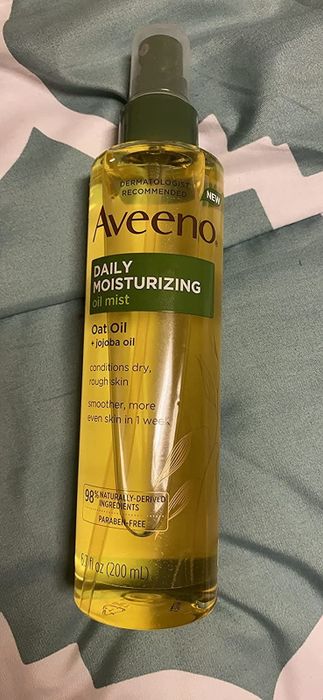 DERMATOLOGIST
RECOMMENDED
NEW
Aveeno
DAILY
MOISTURIZING
oil mist
Oat Oil
+ jojoba oil
conditions dry,
rough skin
smoother, more
even skin in 1 week
98% NATURALLY-DERIVED
INGREDIENTS
PARABEN-FREE
6.7 fl oz (200 mL)